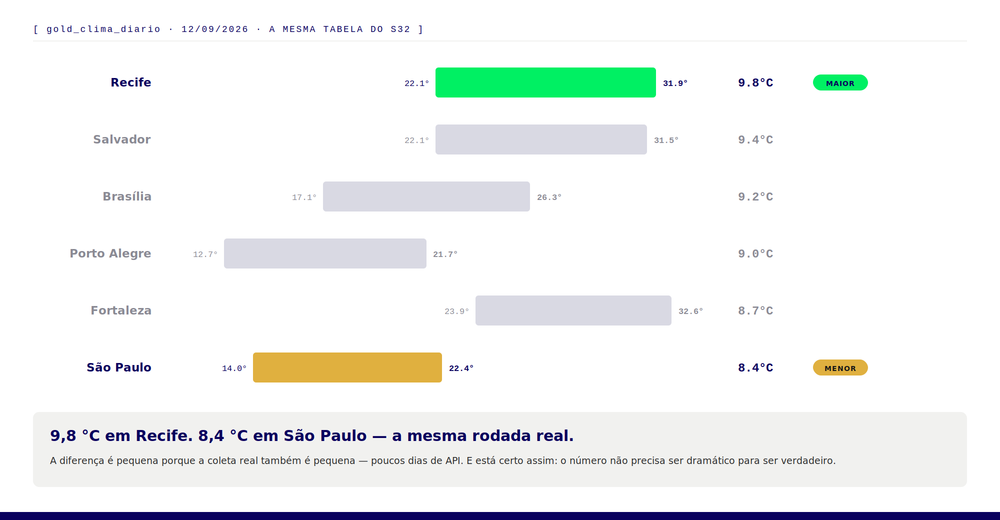 [ gold_clima_diario · 12/09/2026 · A MESMA TABELA DO S32 ]
Recife 22.1° 31.9° 9.8°C MAIOR
Salvador 22.1° 31.5° 9.4°C
Brasília 17.1° 26.3° 9.2°C
Porto Alegre 12.7° 21.7° 9.0°C
Fortaleza 23.9° 32.6° 8.7°C
São Paulo 14.0° 22.4° 8.4°C MENOR
9,8 °C em Recife. 8,4 °C em São Paulo — a mesma rodada real.
A diferença é pequena porque a coleta real também é pequena — poucos dias de API. E está certo assim: o número não precisa ser dramático para ser verdadeiro.